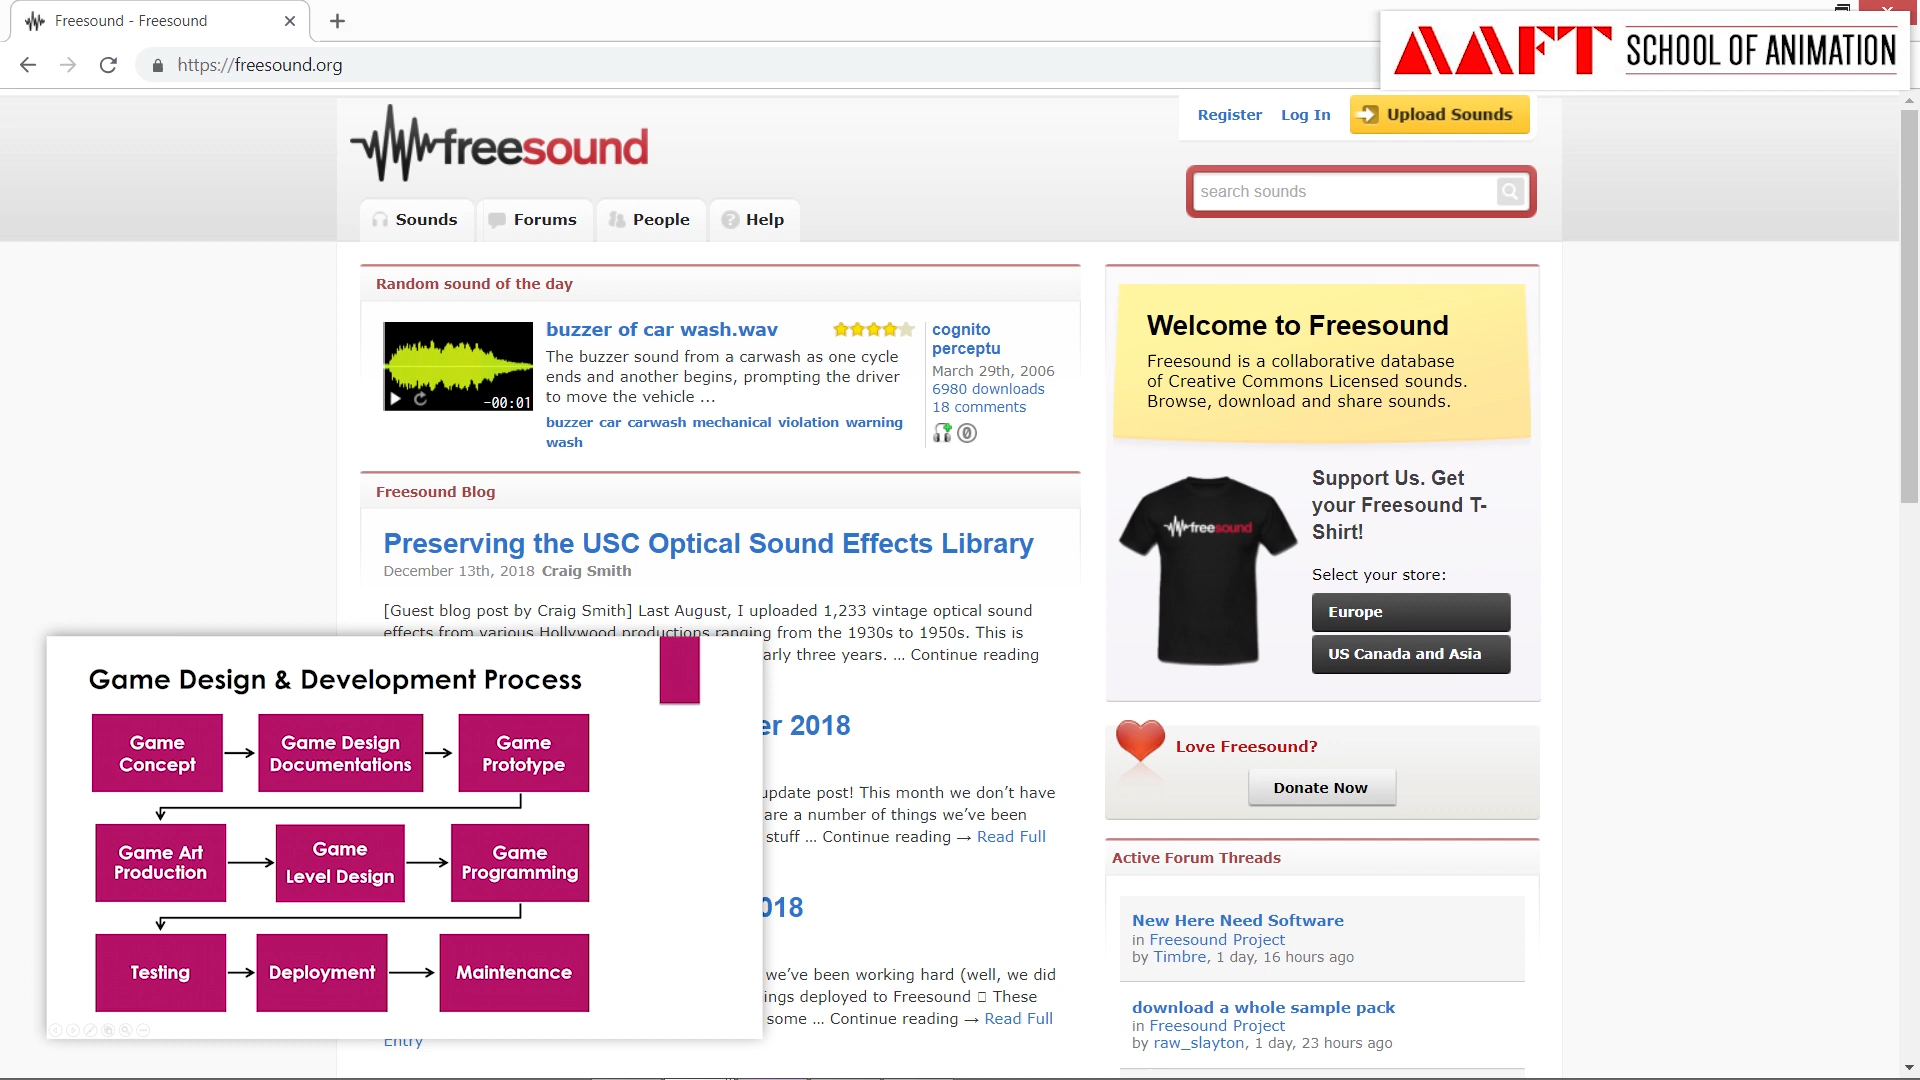 Freesound - Freesound
https://freesound.org
AAFT SCHOOL OF ANIMATION
Register Log In Upload Sounds
freesound
search sounds
Sounds Forums People Help
Random sound of the day
buzzer of car wash.wav
The buzzer sound from a carwash as one cycle
ends and another begins, prompting the driver
to move the vehicle ...
buzzer car carwash mechanical violation warning
wash
-00:01
cognito
perceptu
March 29th, 2006
6980 downloads
18 comments
0
Freesound Blog
Preserving the USC Optical Sound Effects Library
December 13th, 2018 Craig Smith
[Guest blog post by Craig Smith] Last August, I uploaded 1,233 vintage optical sound
effects from various Hollywood productions ranging from the 1930s to 1950s. This is
arly three years. ... Continue reading
er 2018
update post! This month we don’t have
are a number of things we’ve been
stuff ... Continue reading → Read Full
018
we’ve been working hard (well, we did
ings deployed to Freesound These
some ... Continue reading → Read Full
Entry
Game Design & Development Process
Game
Concept
Game Design
Documentations
Game
Prototype
Game Art
Production
Game
Level Design
Game
Programming
Testing
Deployment
Maintenance
Welcome to Freesound
Freesound is a collaborative database
of Creative Commons Licensed sounds.
Browse, download and share sounds.
freesound
Support Us. Get
your Freesound T-
Shirt!
Select your store:
Europe
US Canada and Asia
Love Freesound?
Donate Now
Active Forum Threads
New Here Need Software
in Freesound Project
by Timbre, 1 day, 16 hours ago
download a whole sample pack
in Freesound Project
by raw_slayton, 1 day, 23 hours ago